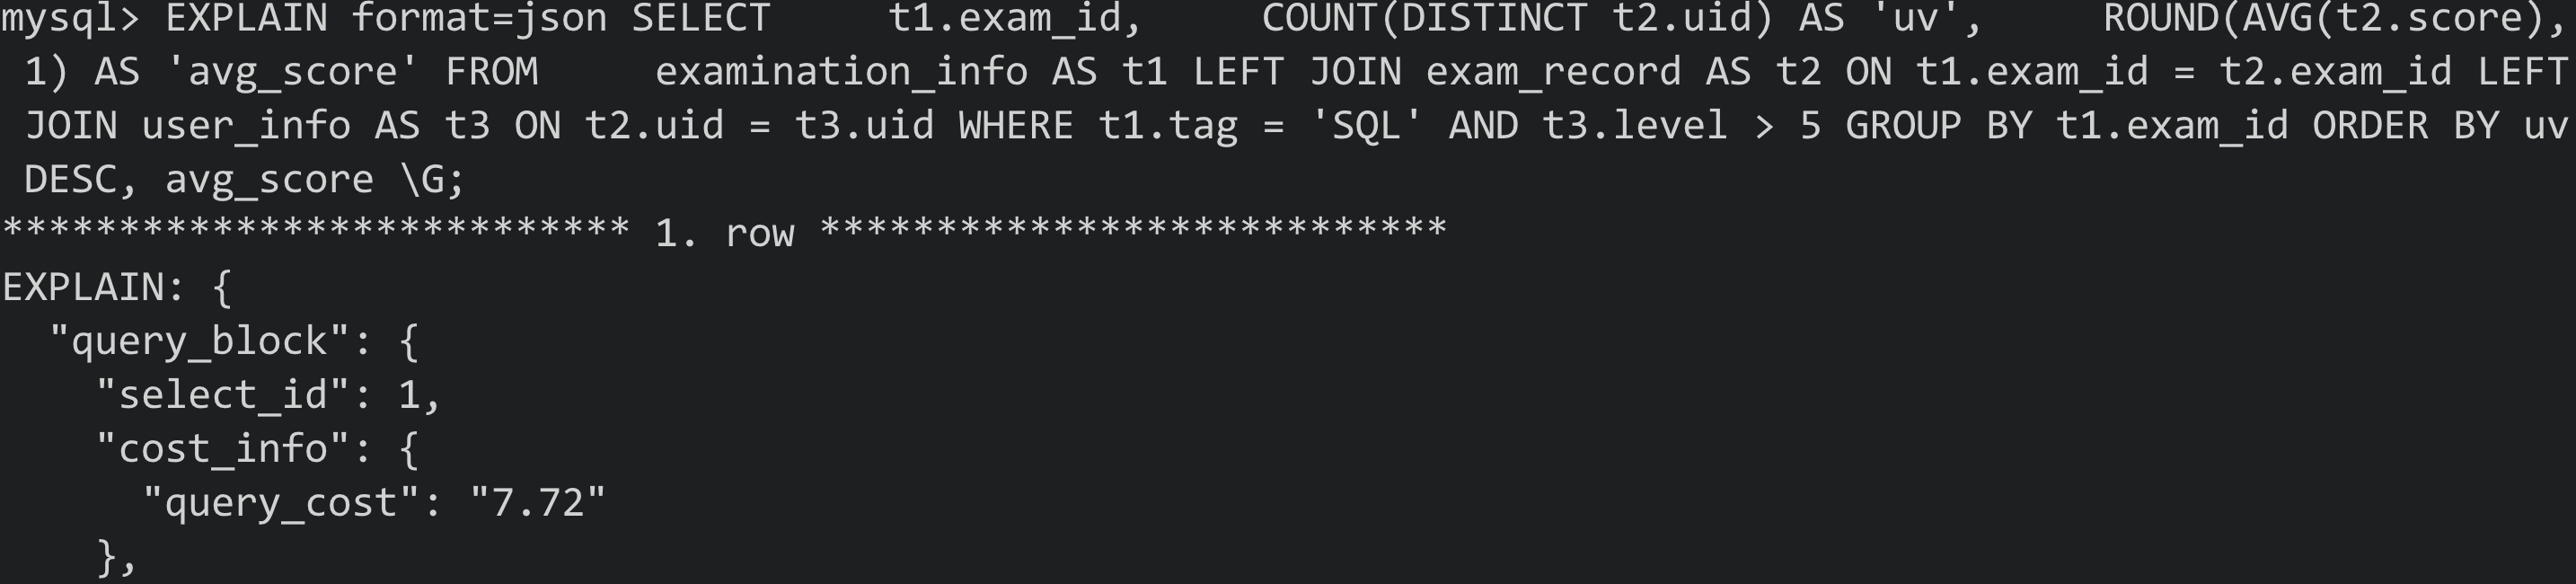 mysql> EXPLAIN format=json SELECT     t1.exam_id,     COUNT(DISTINCT t2.uid) AS 'uv',     ROUND(AVG(t2.score),
 1) AS 'avg_score' FROM     examination_info AS t1 LEFT JOIN exam_record AS t2 ON t1.exam_id = t2.exam_id LEFT
 JOIN user_info AS t3 ON t2.uid = t3.uid WHERE t1.tag = 'SQL' AND t3.level > 5 GROUP BY t1.exam_id ORDER BY uv
 DESC, avg_score \G;
*************************** 1. row ***************************
EXPLAIN: {
  "query_block": {
    "select_id": 1,
    "cost_info": {
      "query_cost": "7.72"
    },